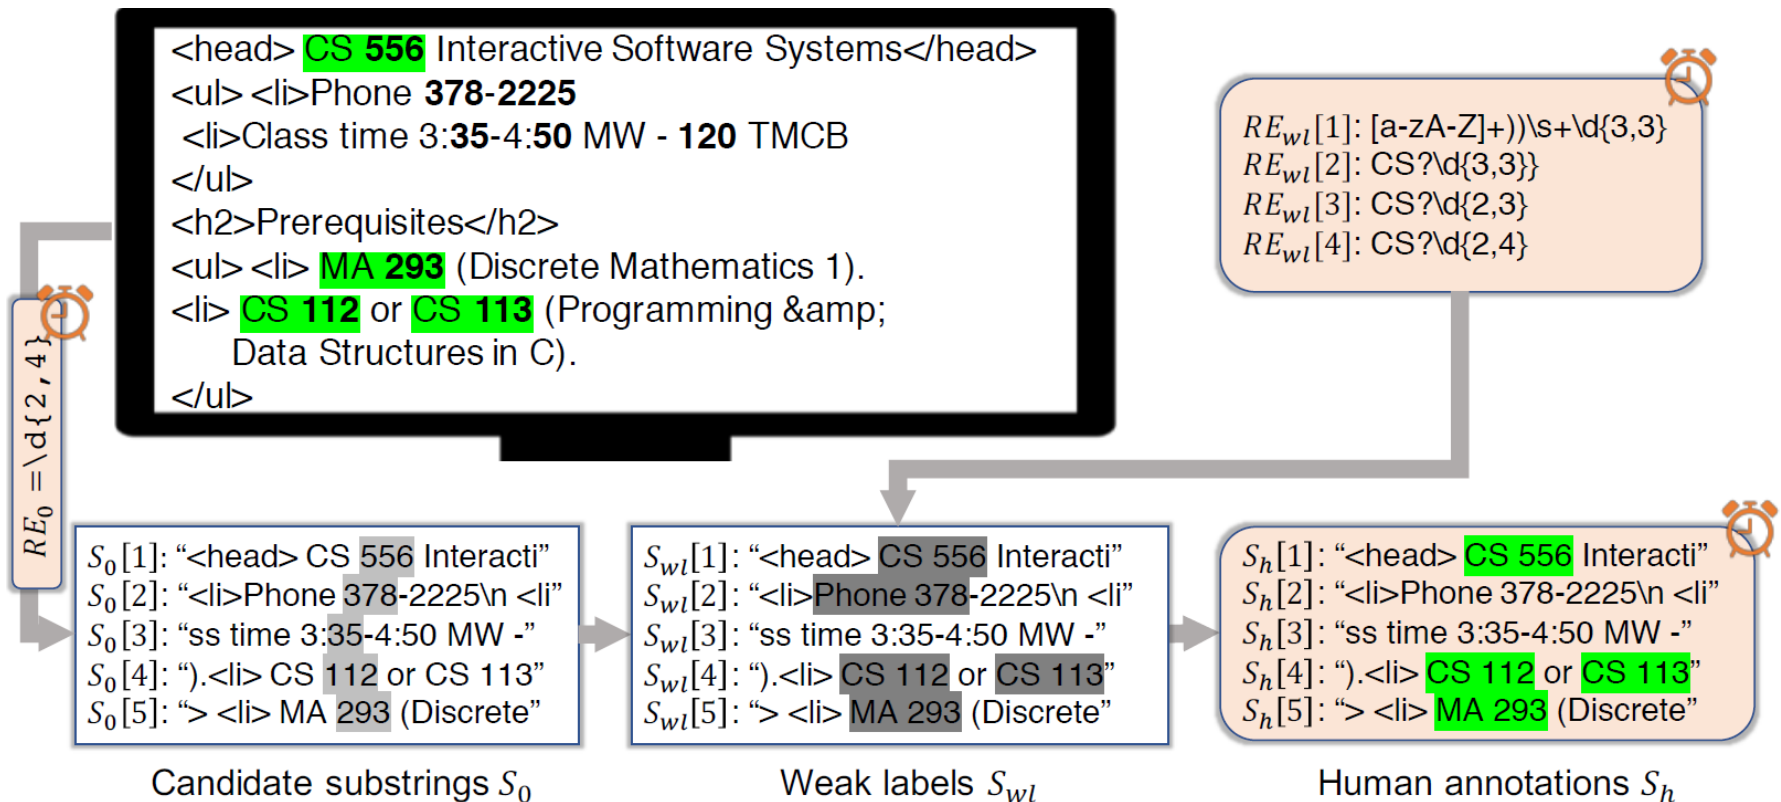 <head> CS 556 Interactive Software Systems</head>
<ul> <li>Phone 378-2225
<li>Class time 3:35-4:50 MW - 120 TMCB
</ul>
<h2>Prerequisites</h2>
<ul> <li> MA 293 (Discrete Mathematics 1).
<li> CS 112 or CS 113 (Programming &amp;
Data Structures in C).
</ul>
RE_wl[1]: [a-zA-Z]+))\s+\d{3,3}
RE_wl[2]: CS?\d{3,3}}
RE_wl[3]: CS?\d{2,3}
RE_wl[4]: CS?\d{2,4}
RE_0 =\d{2,4}
S_0[1]: “<head> CS 556 Interacti”
S_0[2]: “<li>Phone 378-2225\n <li”
S_0[3]: “ss time 3:35-4:50 MW -”
S_0[4]: “).<li> CS 112 or CS 113”
S_0[5]: “> <li> MA 293 (Discrete”
Candidate substrings S_0
S_wl[1]: “<head> CS 556 Interacti”
S_wl[2]: “<li>Phone 378-2225\n <li”
S_wl[3]: “ss time 3:35-4:50 MW -”
S_wl[4]: “).<li> CS 112 or CS 113”
S_wl[5]: “> <li> MA 293 (Discrete”
Weak labels S_wl
S_h[1]: “<head> CS 556 Interacti”
S_h[2]: “<li>Phone 378-2225\n <li”
S_h[3]: “ss time 3:35-4:50 MW -”
S_h[4]: “).<li> CS 112 or CS 113”
S_h[5]: “> <li> MA 293 (Discrete”
Human annotations S_h